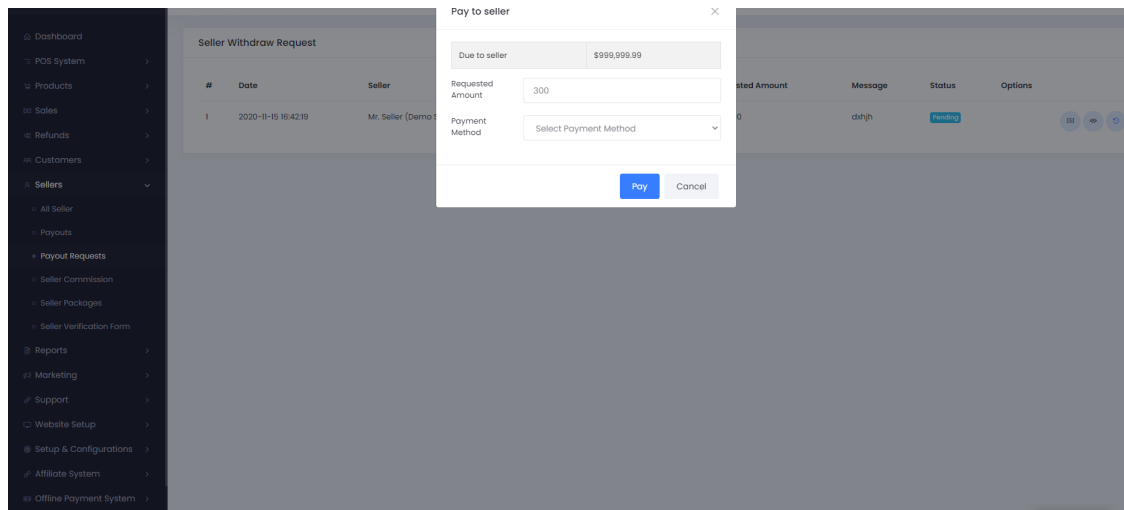 Dashboard
POS System
Products
Sales
Refunds
Customers
Sellers
All Seller
Payouts
Payout Requests
Seller Commission
Seller Packages
Seller Verification Form
Reports
Marketing
Support
Website Setup
Setup & Configurations
Affiliate System
Offline Payment System
Seller Withdraw Request
# Date Seller sted Amount Message Status Options
1 2020-11-15 16:42:19 Mr. Seller (Demo S 0 dxhjh Pending
Pay to seller
Due to seller $999,999.99
Requested
Amount
300
Payment
Method
Select Payment Method
Pay Cancel